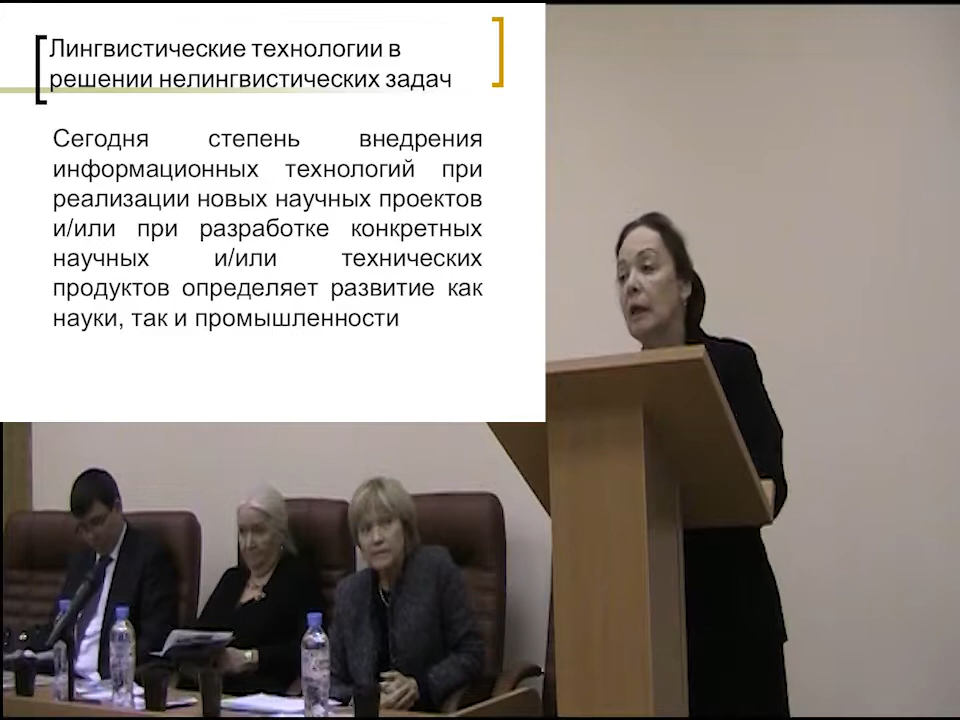 Лингвистические технологии в
решении нелингвистических задач
Сегодня степень внедрения
информационных технологий при
реализации новых научных проектов
и/или при разработке конкретных
научных и/или технических
продуктов определяет развитие как
науки, так и промышленности